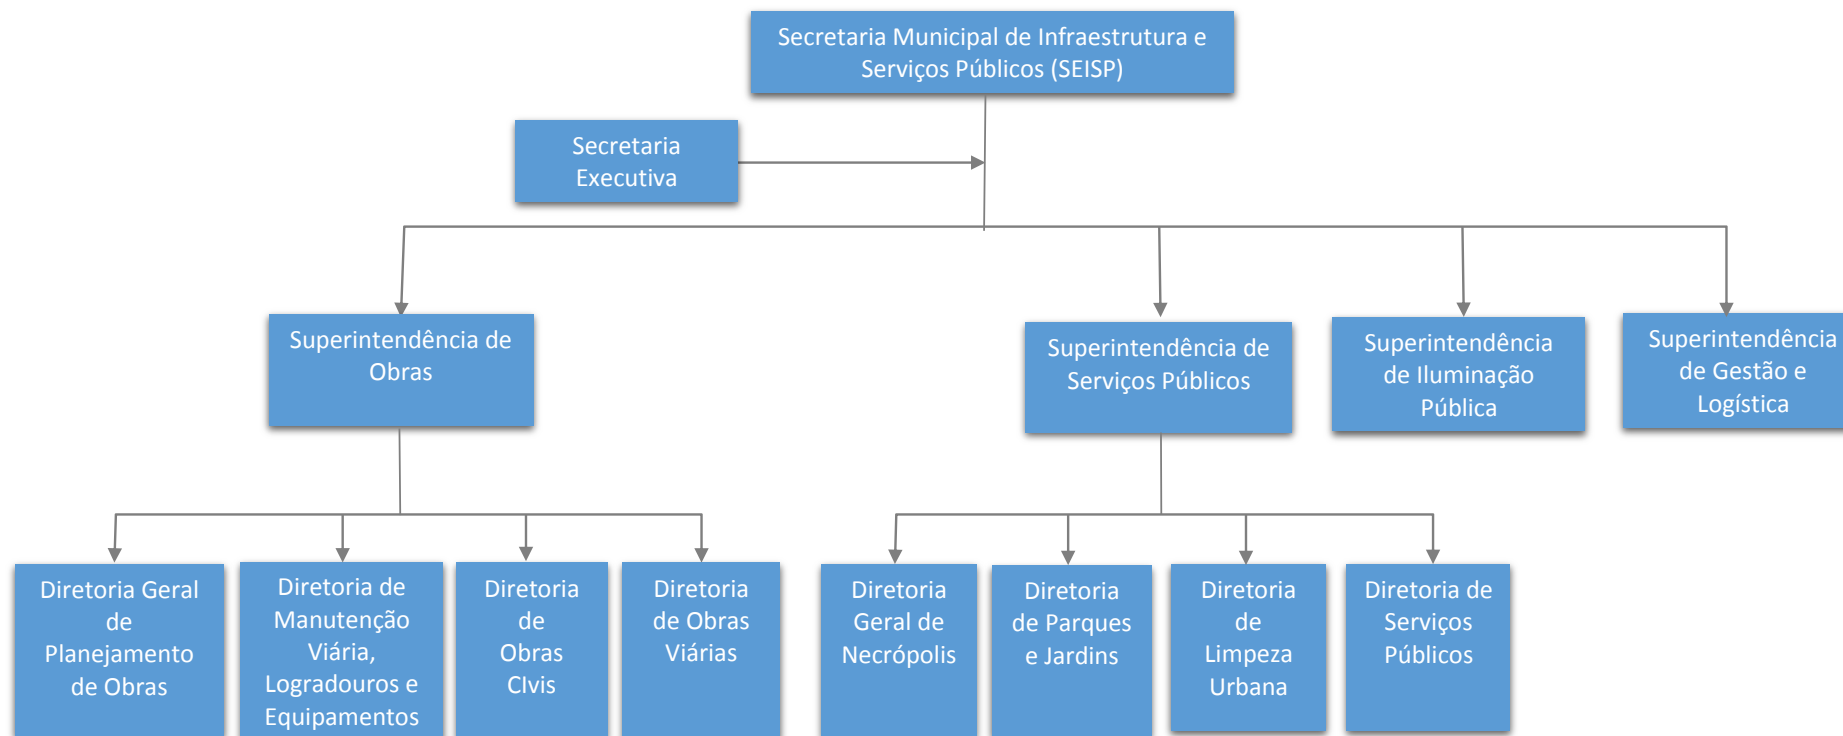 Secretaria Municipal de Infraestrutura e
Serviços Públicos (SEISP)
Secretaria
Executiva
Superintendência de
Obras
Superintendência de
Serviços Públicos
Superintendência
de Iluminação
Pública
Superintendência
de Gestão e
Logística
Diretoria Geral
de
Planejamento
de Obras
Diretoria de
Manutenção
Viária,
Logradouros e
Equipamentos
Diretoria
de
Obras
CIvis
Diretoria
de Obras
Viárias
Diretoria
Geral de
Necrópolis
Diretoria
de Parques
e Jardins
Diretoria
de
Limpeza
Urbana
Diretoria de
Serviços
Públicos